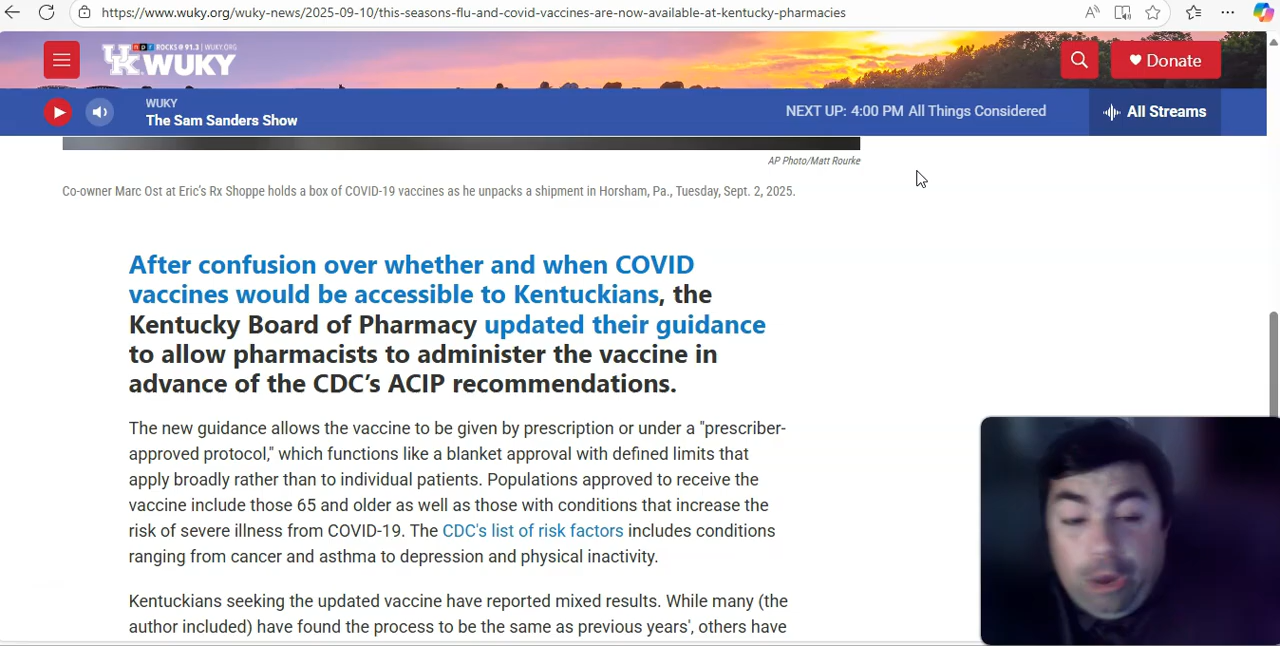 https://www.wuky.org/wuky-news/2025-09-10/this-seasons-flu-and-covid-vaccines-are-now-available-at-kentucky-pharmacies
npr ROCKS @ 91.3 | WUKY.ORG
UK WUKY
Donate
WUKY
The Sam Sanders Show
NEXT UP: 4:00 PM All Things Considered
All Streams
AP Photo/Matt Rourke
Co-owner Marc Ost at Eric's Rx Shoppe holds a box of COVID-19 vaccines as he unpacks a shipment in Horsham, Pa., Tuesday, Sept. 2, 2025.
After confusion over whether and when COVID
vaccines would be accessible to Kentuckians, the
Kentucky Board of Pharmacy updated their guidance
to allow pharmacists to administer the vaccine in
advance of the CDC’s ACIP recommendations.
The new guidance allows the vaccine to be given by prescription or under a "prescriber-
approved protocol," which functions like a blanket approval with defined limits that
apply broadly rather than to individual patients. Populations approved to receive the
vaccine include those 65 and older as well as those with conditions that increase the
risk of severe illness from COVID-19. The CDC's list of risk factors includes conditions
ranging from cancer and asthma to depression and physical inactivity.
Kentuckians seeking the updated vaccine have reported mixed results. While many (the
author included) have found the process to be the same as previous years', others have